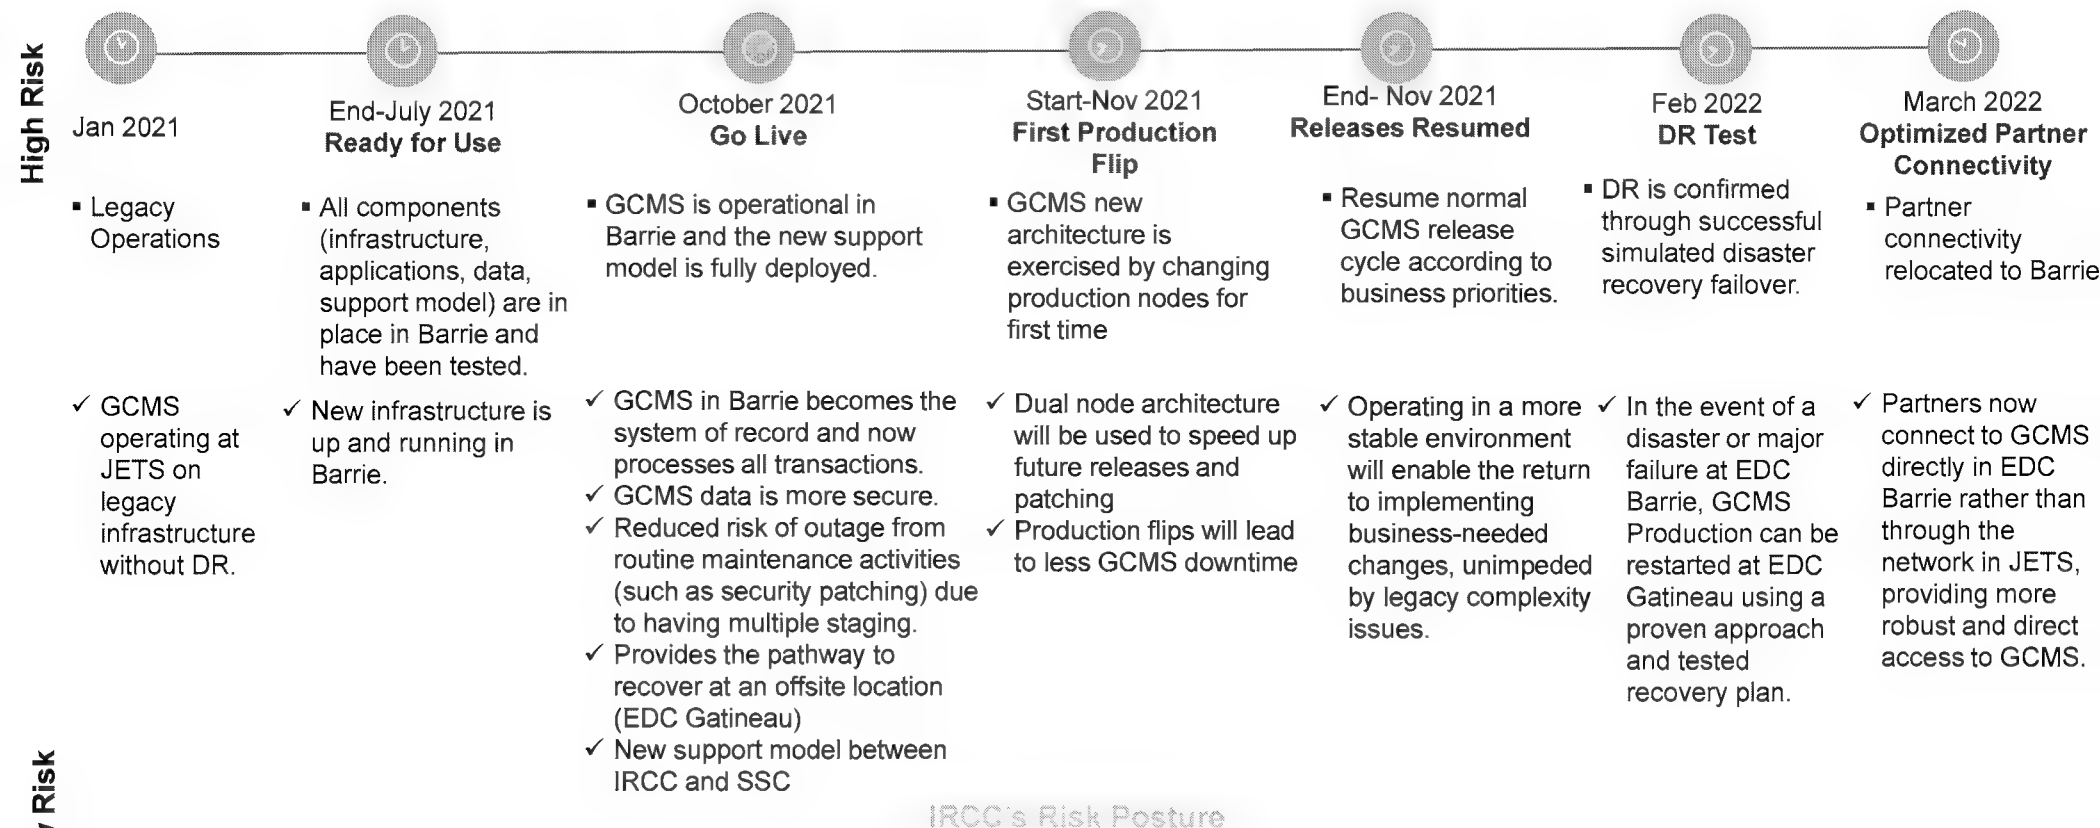 High Risk
Jan 2021
▪ Legacy
Operations
✓ GCMS
operating at
JETS on
legacy
infrastructure
without DR.
End-July 2021
Ready for Use
▪ All components
(infrastructure,
applications, data,
support model) are in
place in Barrie and
have been tested.
✓ New infrastructure is
up and running in
Barrie.
October 2021
Go Live
▪ GCMS is operational in
Barrie and the new support
model is fully deployed.
✓ GCMS in Barrie becomes the
system of record and now
processes all transactions.
✓ GCMS data is more secure.
✓ Reduced risk of outage from
routine maintenance activities
(such as security patching) due
to having multiple staging.
✓ Provides the pathway to
recover at an offsite location
(EDC Gatineau)
✓ New support model between
IRCC and SSC
Start-Nov 2021
First Production
Flip
▪ GCMS new
architecture is
exercised by changing
production nodes for
first time
✓ Dual node architecture
will be used to speed up
future releases and
patching
✓ Production flips will lead
to less GCMS downtime
End- Nov 2021
Releases Resumed
▪ Resume normal
GCMS release
cycle according to
business priorities.
✓ Operating in a more
stable environment
will enable the return
to implementing
business-needed
changes, unimpeded
by legacy complexity
issues.
Feb 2022
DR Test
▪ DR is confirmed
through successful
simulated disaster
recovery failover.
✓ In the event of a
disaster or major
failure at EDC
Barrie, GCMS
Production can be
restarted at EDC
Gatineau using a
proven approach
and tested
recovery plan.
March 2022
Optimized Partner
Connectivity
▪ Partner
connectivity
relocated to Barrie
✓ Partners now
connect to GCMS
directly in EDC
Barrie rather than
through the
network in JETS,
providing more
robust and direct
access to GCMS.
Risk
IRCC's Risk Posture